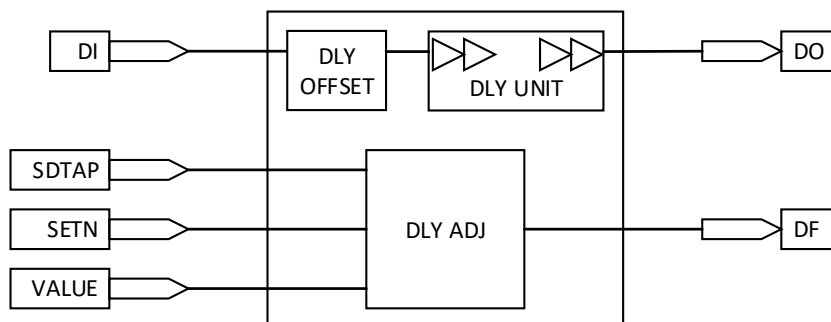 DI
DLY
OFFSET
DLY UNIT
DO
SDTAP
SETN
DLY ADJ
DF
VALUE